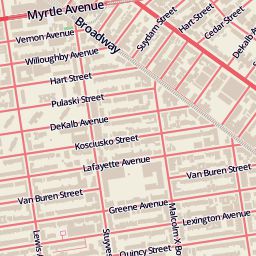 Myrtle Avenue
Hart Street
Cedar Street
Vernon Avenue
Broadway
Suydam Street
DeKalb Av
Willoughby Avenue
Hart Street
Pulaski Street
DeKalb Avenue
Kosciusko Street
Lafayette Avenue
Van Buren Street
Van Buren Street
Greene Avenue
Lexington Avenue
Malcolm X Bo
Lewis
Stuyves
Quincy Street